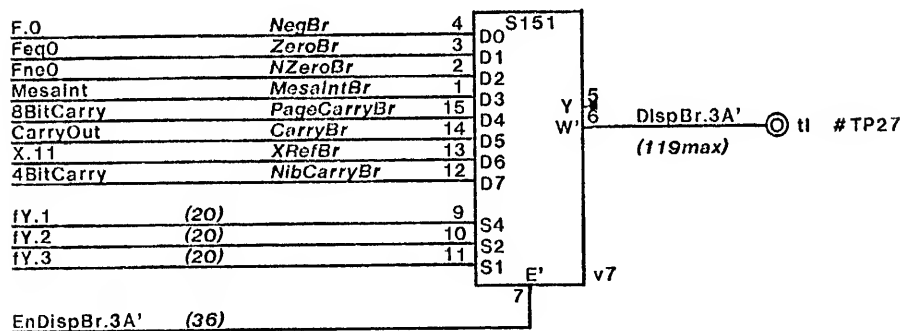 S151
F.0 NegBr 4 D0
Feq0 ZeroBr 3 D1
Fne0 NZeroBr 2 D2
MesaInt MesaIntBr 1 D3
8BitCarry PageCarryBr 15 D4
CarryOut CarryBr 14 D5
X.11 XRefBr 13 D6
4BitCarry NibCarryBr 12 D7
Y 5
W' 6 DispBr.3A' tl #TP27
(119max)
fY.1 (20) 9 S4
fY.2 (20) 10 S2
fY.3 (20) 11 S1
E' v7
7
EnDispBr.3A' (36)